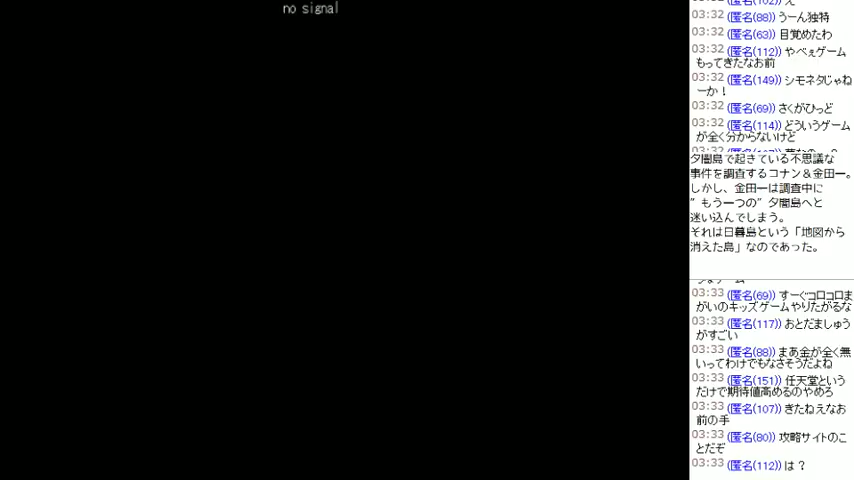 no signal
03:32 (匿名(102)) え
03:32 (匿名(88)) うーん独特
03:32 (匿名(63)) 目覚めたわ
03:32 (匿名(112)) やべぇゲーム
もってきたなお前
03:32 (匿名(149)) シモネタじゃね
ーか！
03:32 (匿名(69)) さくがひっど
03:32 (匿名(114)) どういうゲーム
が全く分からないけど
夕闇島で起きている不思議な
事件を調査するコナン＆金田一。
しかし、金田一は調査中に
”もう一つの”夕闇島へと
迷い込んでしまう。
それは日暮島という「地図から
消えた島」なのであった。
03:33 (匿名(69)) すーぐコロコロま
がいのキッズゲームやりたがるな
03:33 (匿名(117)) おとだましゅう
がすごい
03:33 (匿名(88)) まあ金が全く無
いってわけでもなさそうだよね
03:33 (匿名(151)) 任天堂という
だけで期待値高めるのやめろ
03:33 (匿名(107)) きたねえなお
前の手
03:33 (匿名(80)) 攻略サイトのこ
とだぞ
03:33 (匿名(112)) は？